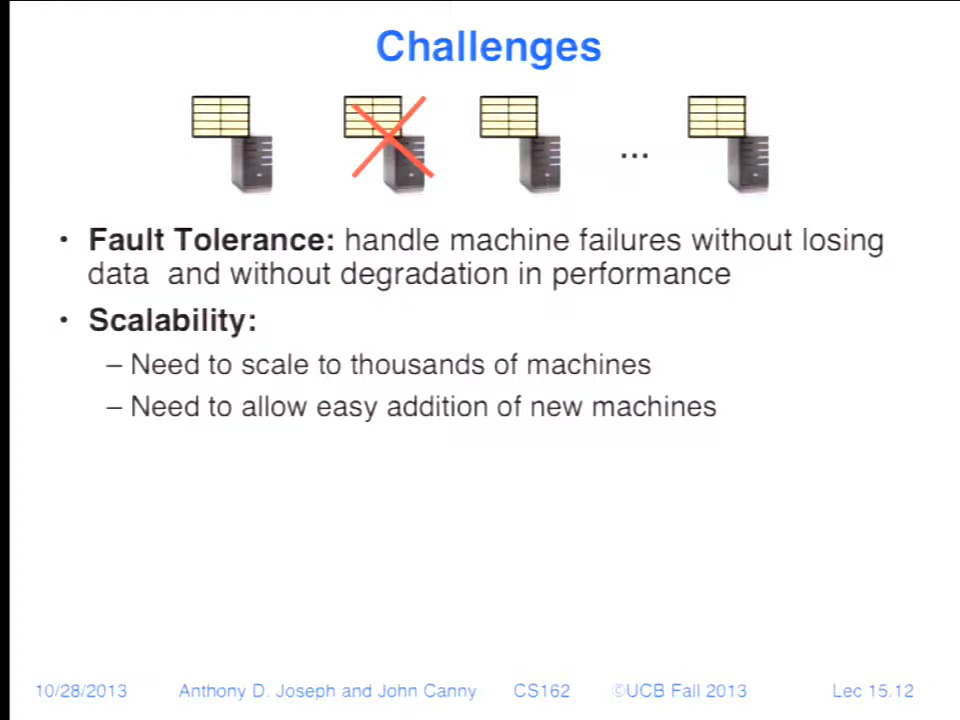 Challenges
...
• Fault Tolerance: handle machine failures without losing
data and without degradation in performance
• Scalability:
– Need to scale to thousands of machines
– Need to allow easy addition of new machines
10/28/2013 Anthony D. Joseph and John Canny CS162 ©UCB Fall 2013 Lec 15.12